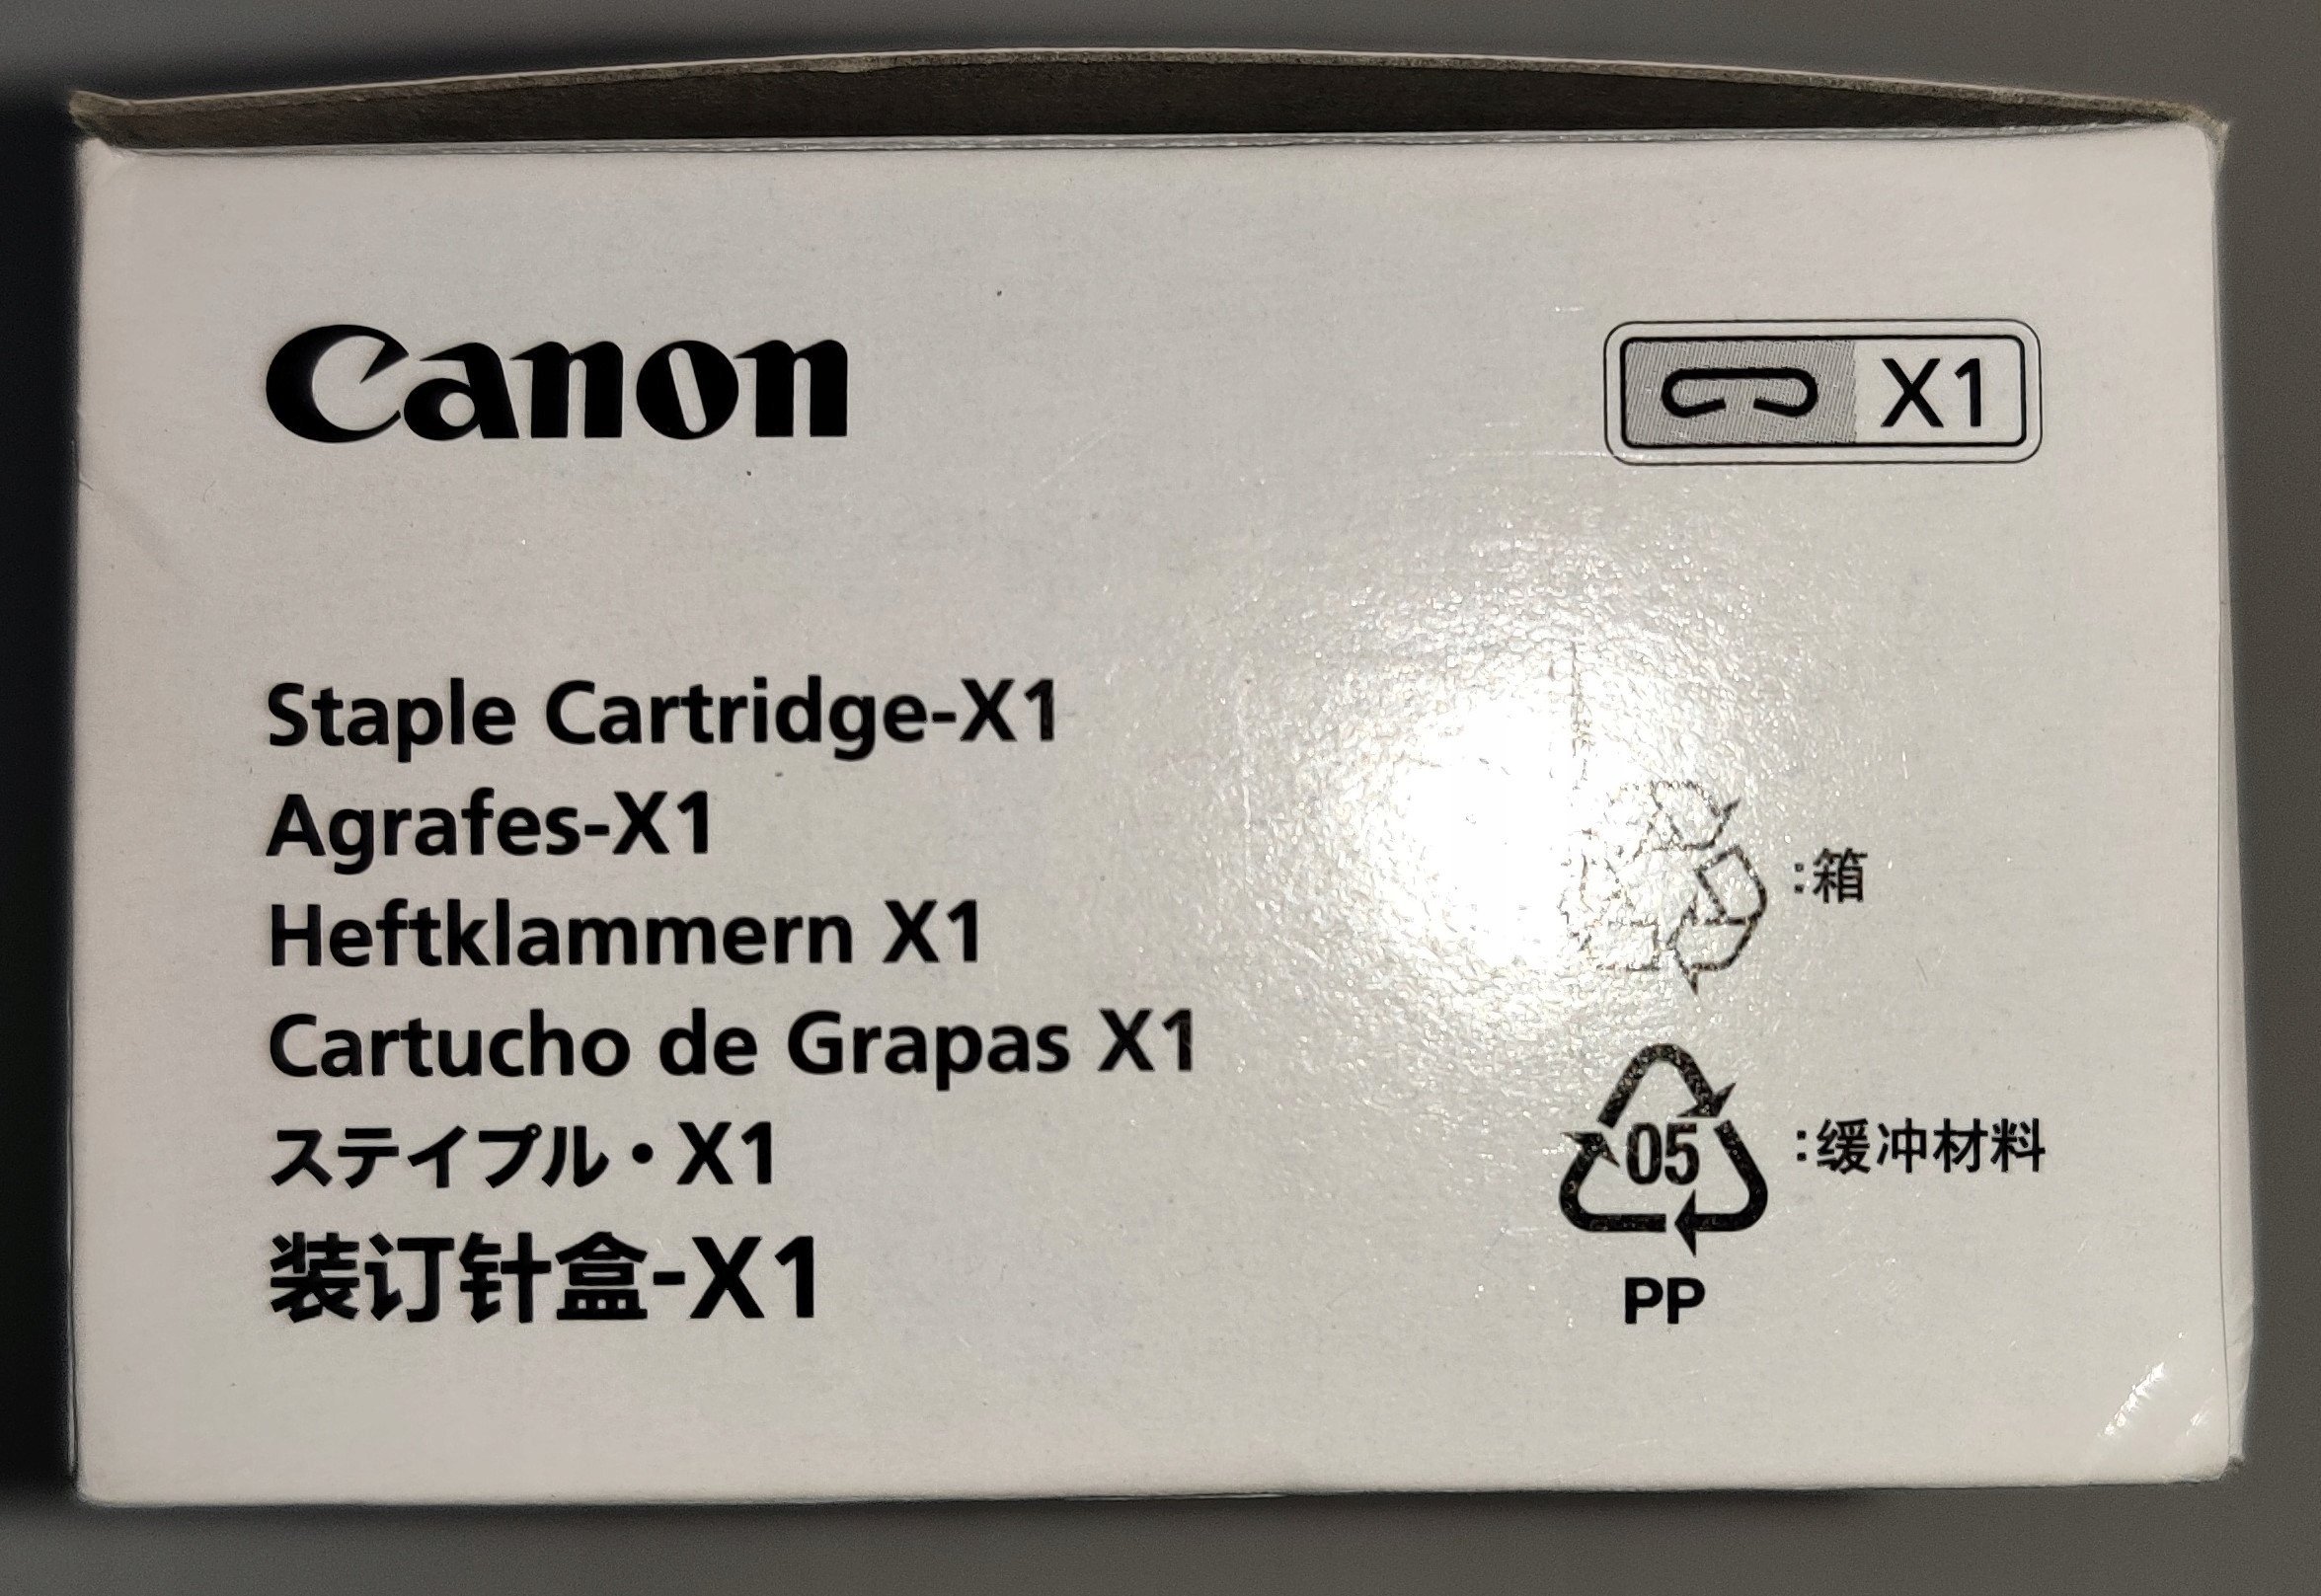 Canon
X1
Staple Cartridge-X1
Agrafes-X1
Heftklammern X1
Cartucho de Grapas X1
ステイプル・X1
装订针盒-X1
:箱
05
:缓冲材料
PP